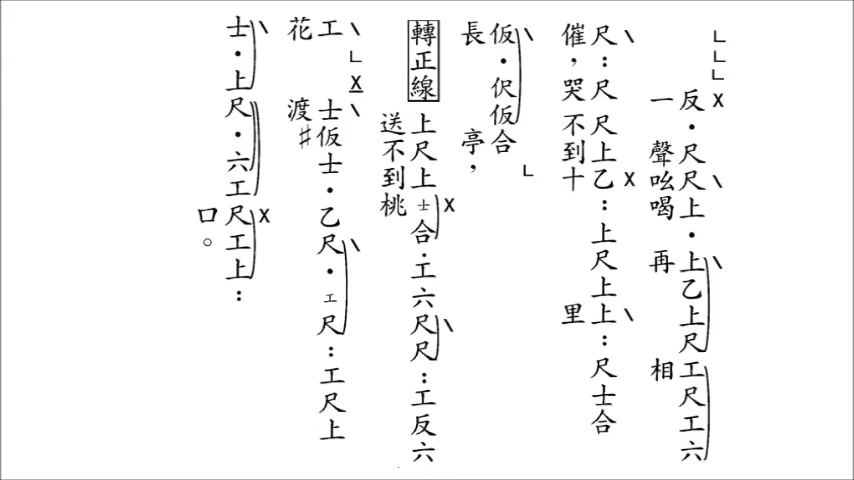 ∟∟∟X \ \
反．尺尺上．上乙上尺工尺工六
一聲吆喝再相
\ X \
尺：尺尺上乙：上尺上上：尺士合
催，哭不到十里
\ ∟
仮．伬仮合
長亭，
X \
轉正線 上尺上士合．工六尺尺：工反六
送不到桃
\ ∟ X \ \
工 士仮士．乙尺．工尺：工尺上
花渡♯
\ X
士．上尺．六工尺工上：
口。